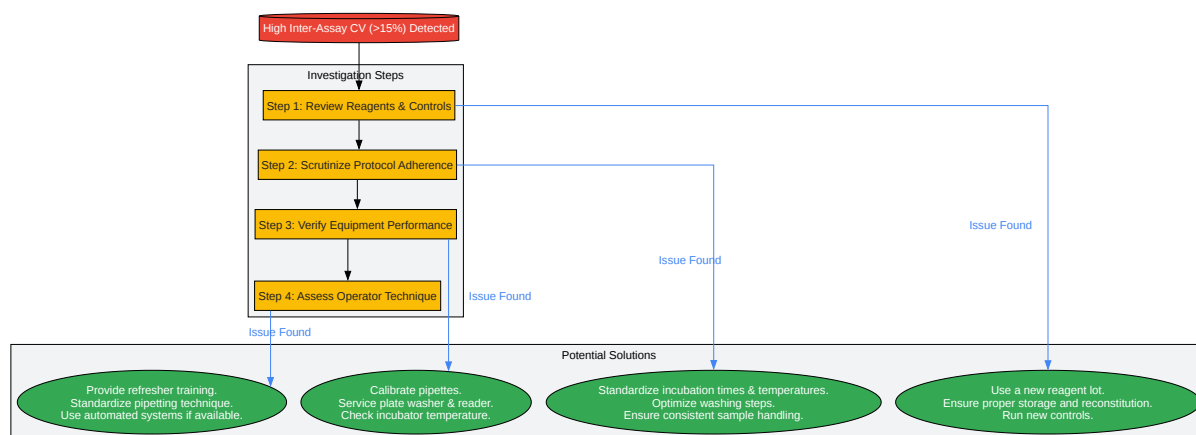 High Inter-Assay CV (>15%) Detected
Investigation Steps
Step 1: Review Reagents & Controls
Step 2: Scrutinize Protocol Adherence
Step 3: Verify Equipment Performance
Issue Found
Issue Found
Step 4: Assess Operator Technique
Issue Found
Issue Found
Potential Solutions
Provide refresher training.
Standardize pipetting technique.
Use automated systems if available.
Calibrate pipettes.
Service plate washer & reader.
Check incubator temperature.
Standardize incubation times & temperatures.
Optimize washing steps.
Ensure consistent sample handling.
Use a new reagent lot.
Ensure proper storage and reconstitution.
Run new controls.